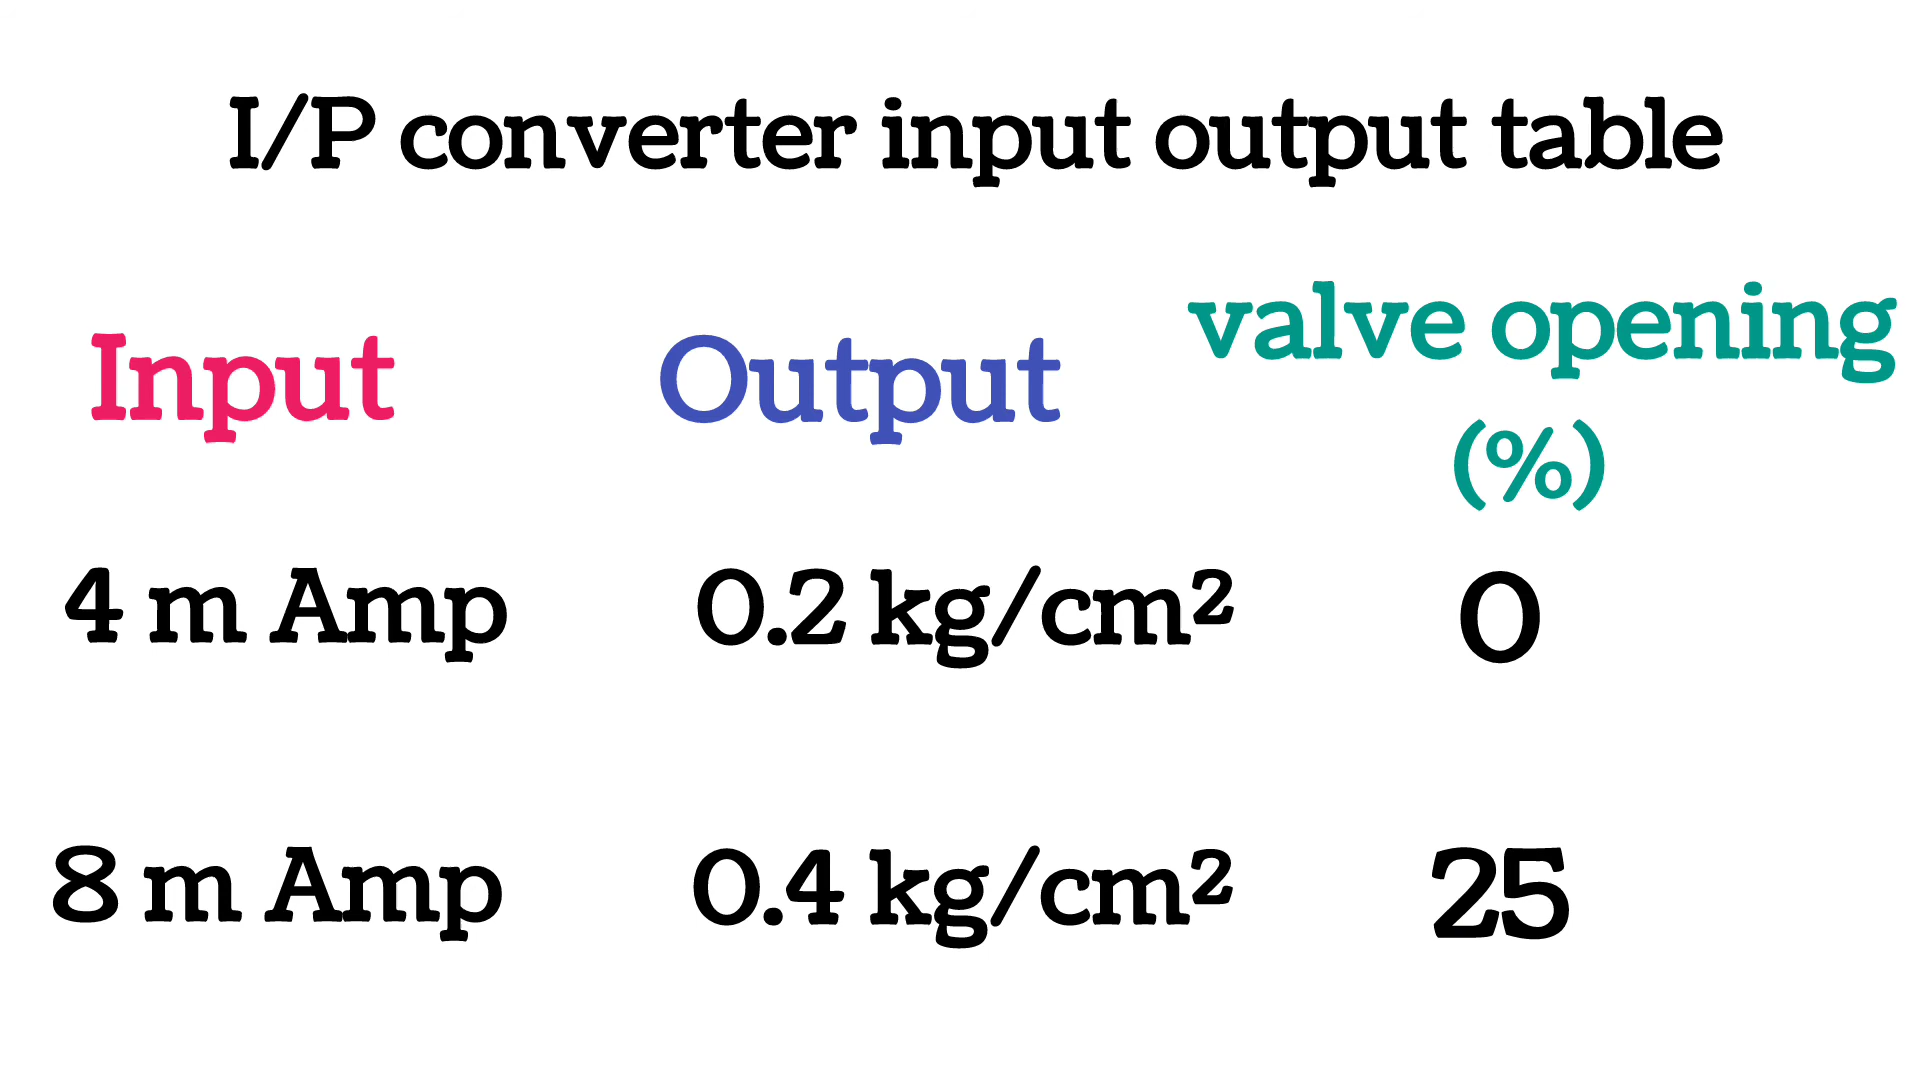 I/P converter input output table
Input Output valve opening
(%)
4 m Amp 0.2 kg/cm² 0
8 m Amp 0.4 kg/cm² 25